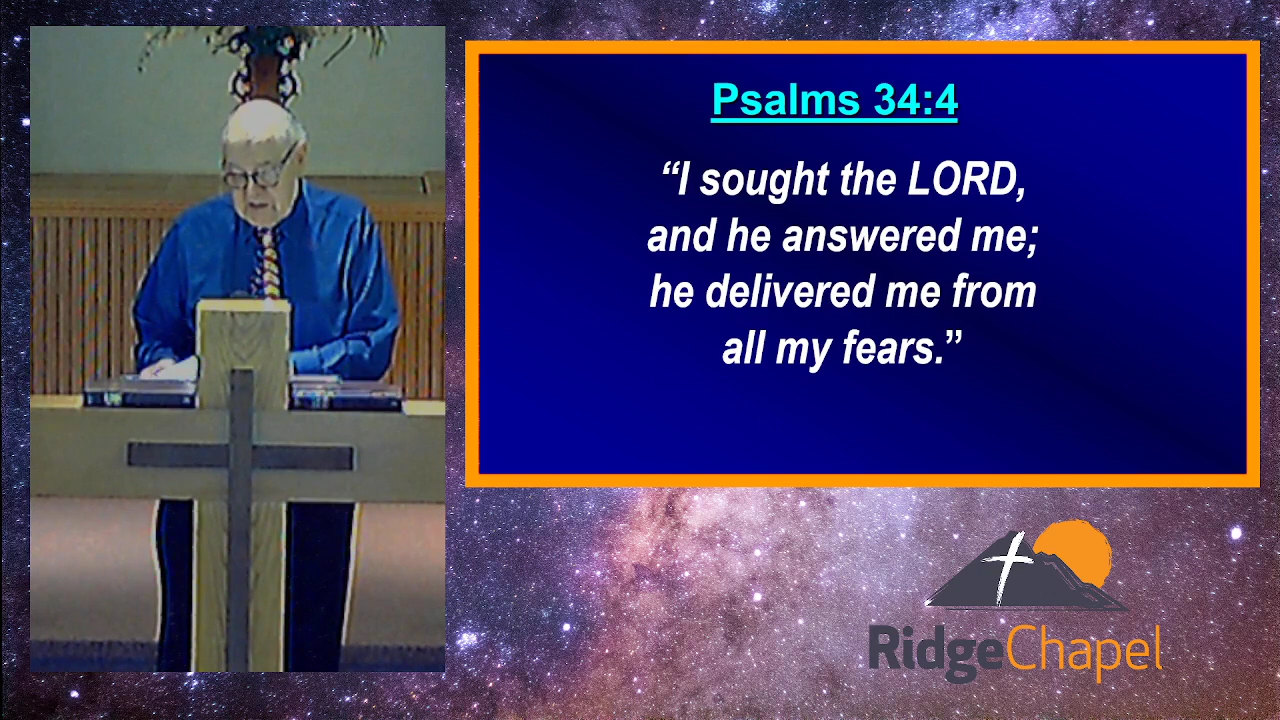 Psalms 34:4
“I sought the LORD,
and he answered me;
he delivered me from
all my fears.”
RidgeChapel